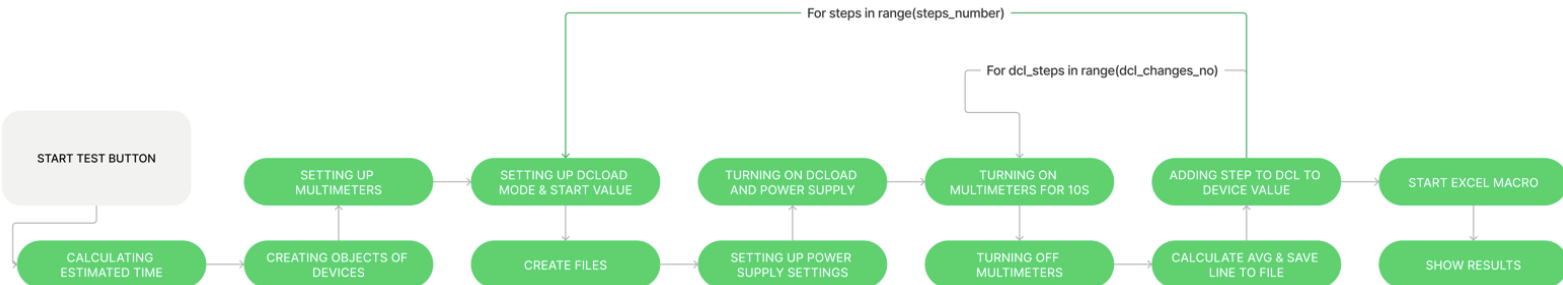 For steps in range(steps_number)
For dcl_steps in range(dcl_changes_no)
START TEST BUTTON
CALCULATING
ESTIMATED TIME
CREATING OBJECTS OF
DEVICES
SETTING UP
MULTIMETERS
SETTING UP DCLOAD
MODE & START VALUE
CREATE FILES
SETTING UP POWER
SUPPLY SETTINGS
TURNING ON DCLOAD
AND POWER SUPPLY
TURNING ON
MULTIMETERS FOR 10S
TURNING OFF
MULTIMETERS
CALCULATE AVG & SAVE
LINE TO FILE
ADDING STEP TO DCL TO
DEVICE VALUE
START EXCEL MACRO
SHOW RESULTS